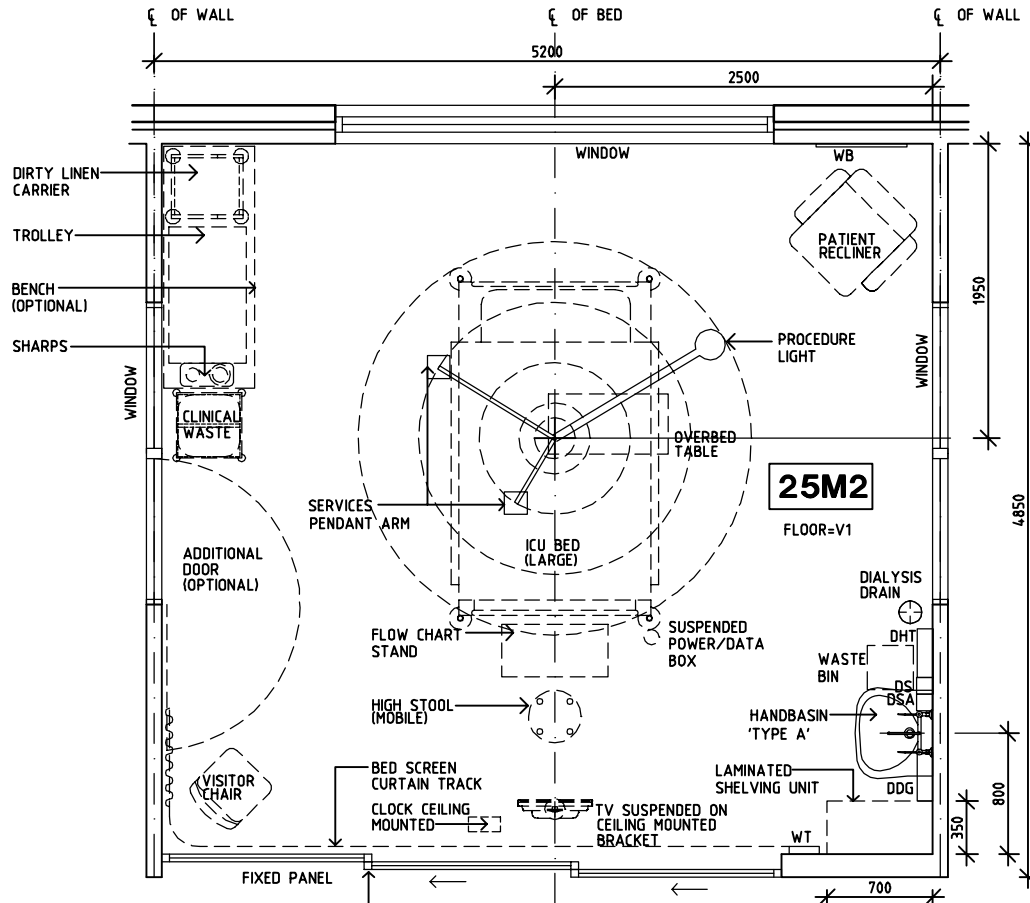 ℄ OF WALL
℄ OF BED
℄ OF WALL
5200
2500
WINDOW
WB
DIRTY LINEN
CARRIER
TROLLEY
PATIENT
RECLINER
BENCH
(OPTIONAL)
1950
SHARPS
PROCEDURE
LIGHT
WINDOW
WINDOW
CLINICAL
WASTE
OVERBED
TABLE
25M2
SERVICES
PENDANT ARM
FLOOR=V1
4850
ICU BED
(LARGE)
ADDITIONAL
DOOR
(OPTIONAL)
DIALYSIS
DRAIN
FLOW CHART
STAND
SUSPENDED
POWER/DATA
BOX
DHT
WASTE
BIN
DS
DSA
HIGH STOOL
(MOBILE)
HANDBASIN
'TYPE A'
VISITOR
CHAIR
BED SCREEN
CURTAIN TRACK
LAMINATED
SHELVING UNIT
DDG
800
350
CLOCK CEILING
MOUNTED
TV SUSPENDED ON
CEILING MOUNTED
BRACKET
WT
FIXED PANEL
700